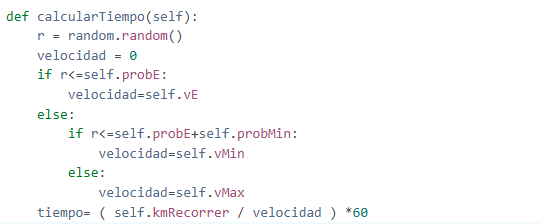 def calcularTiempo(self):
    r = random.random()
    velocidad = 0
    if r<=self.probE:
        velocidad=self.vE
    else:
        if r<=self.probE+self.probMin:
            velocidad=self.vMin
        else:
            velocidad=self.vMax
    tiempo= ( self.kmRecorrer / velocidad ) *60